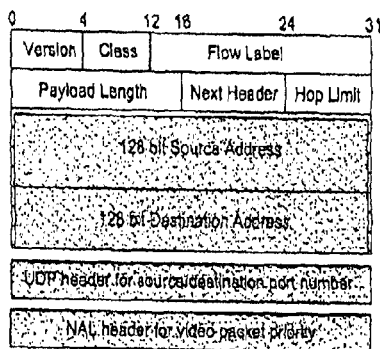 0 4 12 16 24 31
Version Class Flow Label
Payload Length Next Header Hop Limit
128 bit Source Address
128 bit Destination Address
UDP header for source/destination port number
NAL header for video packet priority